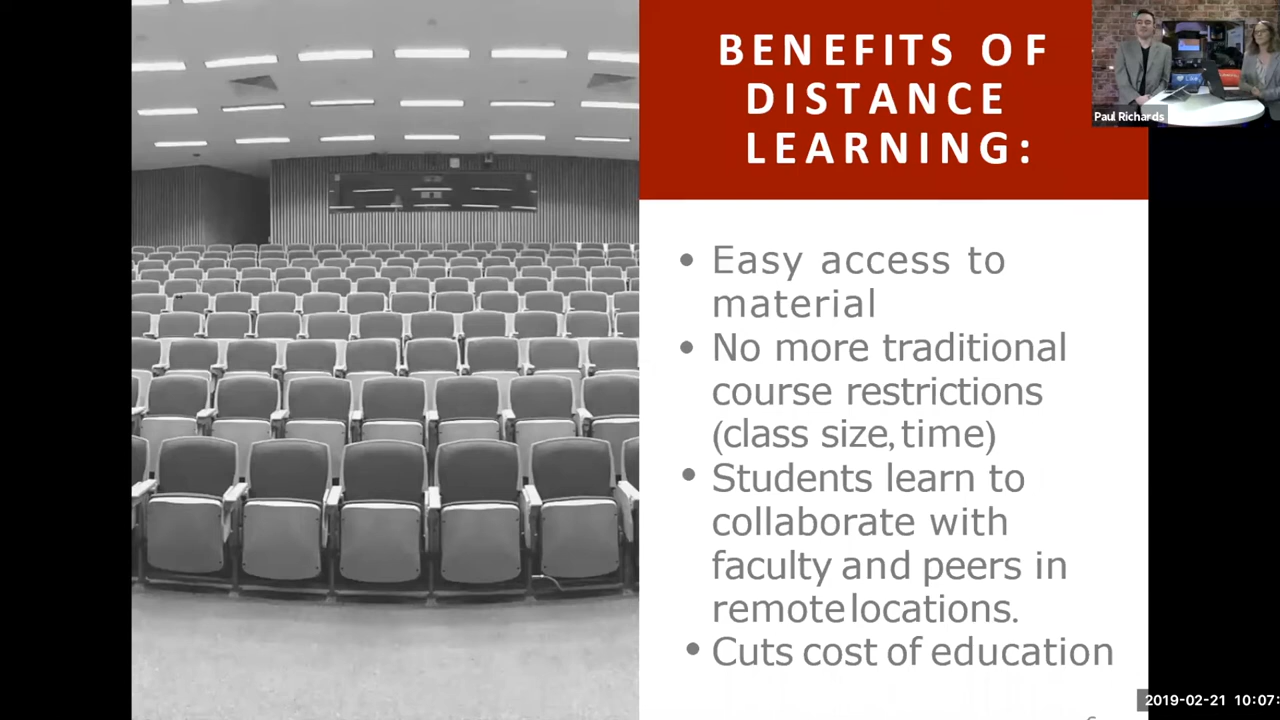 BENEFITS OF
DISTANCE
LEARNING:
Paul Richards
• Easy access to
material
• No more traditional
course restrictions
(class size, time)
• Students learn to
collaborate with
faculty and peers in
remote locations.
• Cuts cost of education
2019-02-21 10:07: